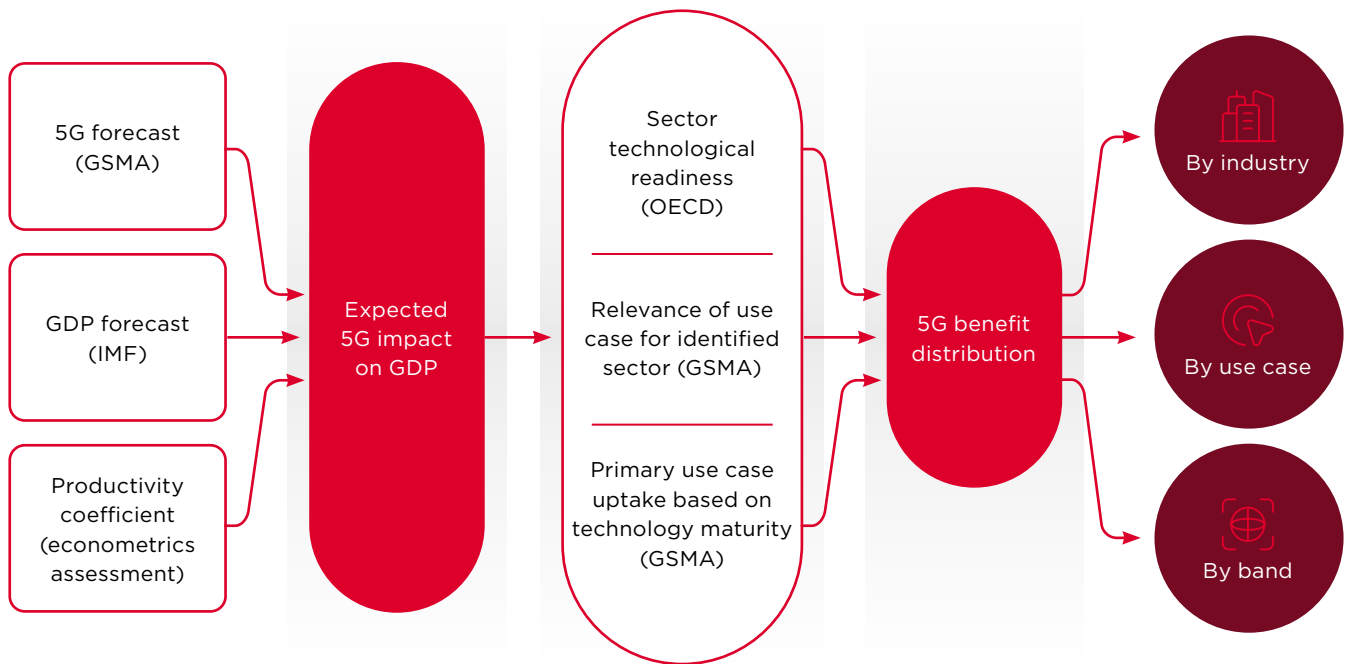 5G forecast
(GSMA)
GDP forecast
(IMF)
Productivity
coefficient
(econometrics
assessment)
Expected
5G impact
on GDP
Sector
technological
readiness
(OECD)
Relevance of use
case for identified
sector (GSMA)
Primary use case
uptake based on
technology maturity
(GSMA)
5G benefit
distribution
By industry
By use case
By band